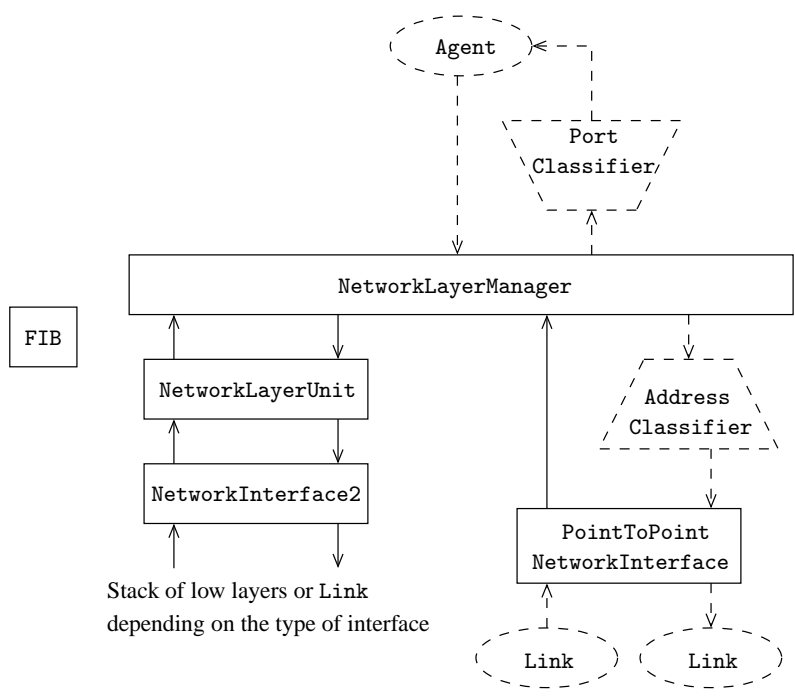 Agent
Port
Classifier
NetworkLayerManager
FIB
NetworkLayerUnit
Address
Classifier
NetworkInterface2
PointToPoint
NetworkInterface
Stack of low layers or Link
depending on the type of interface
Link
Link